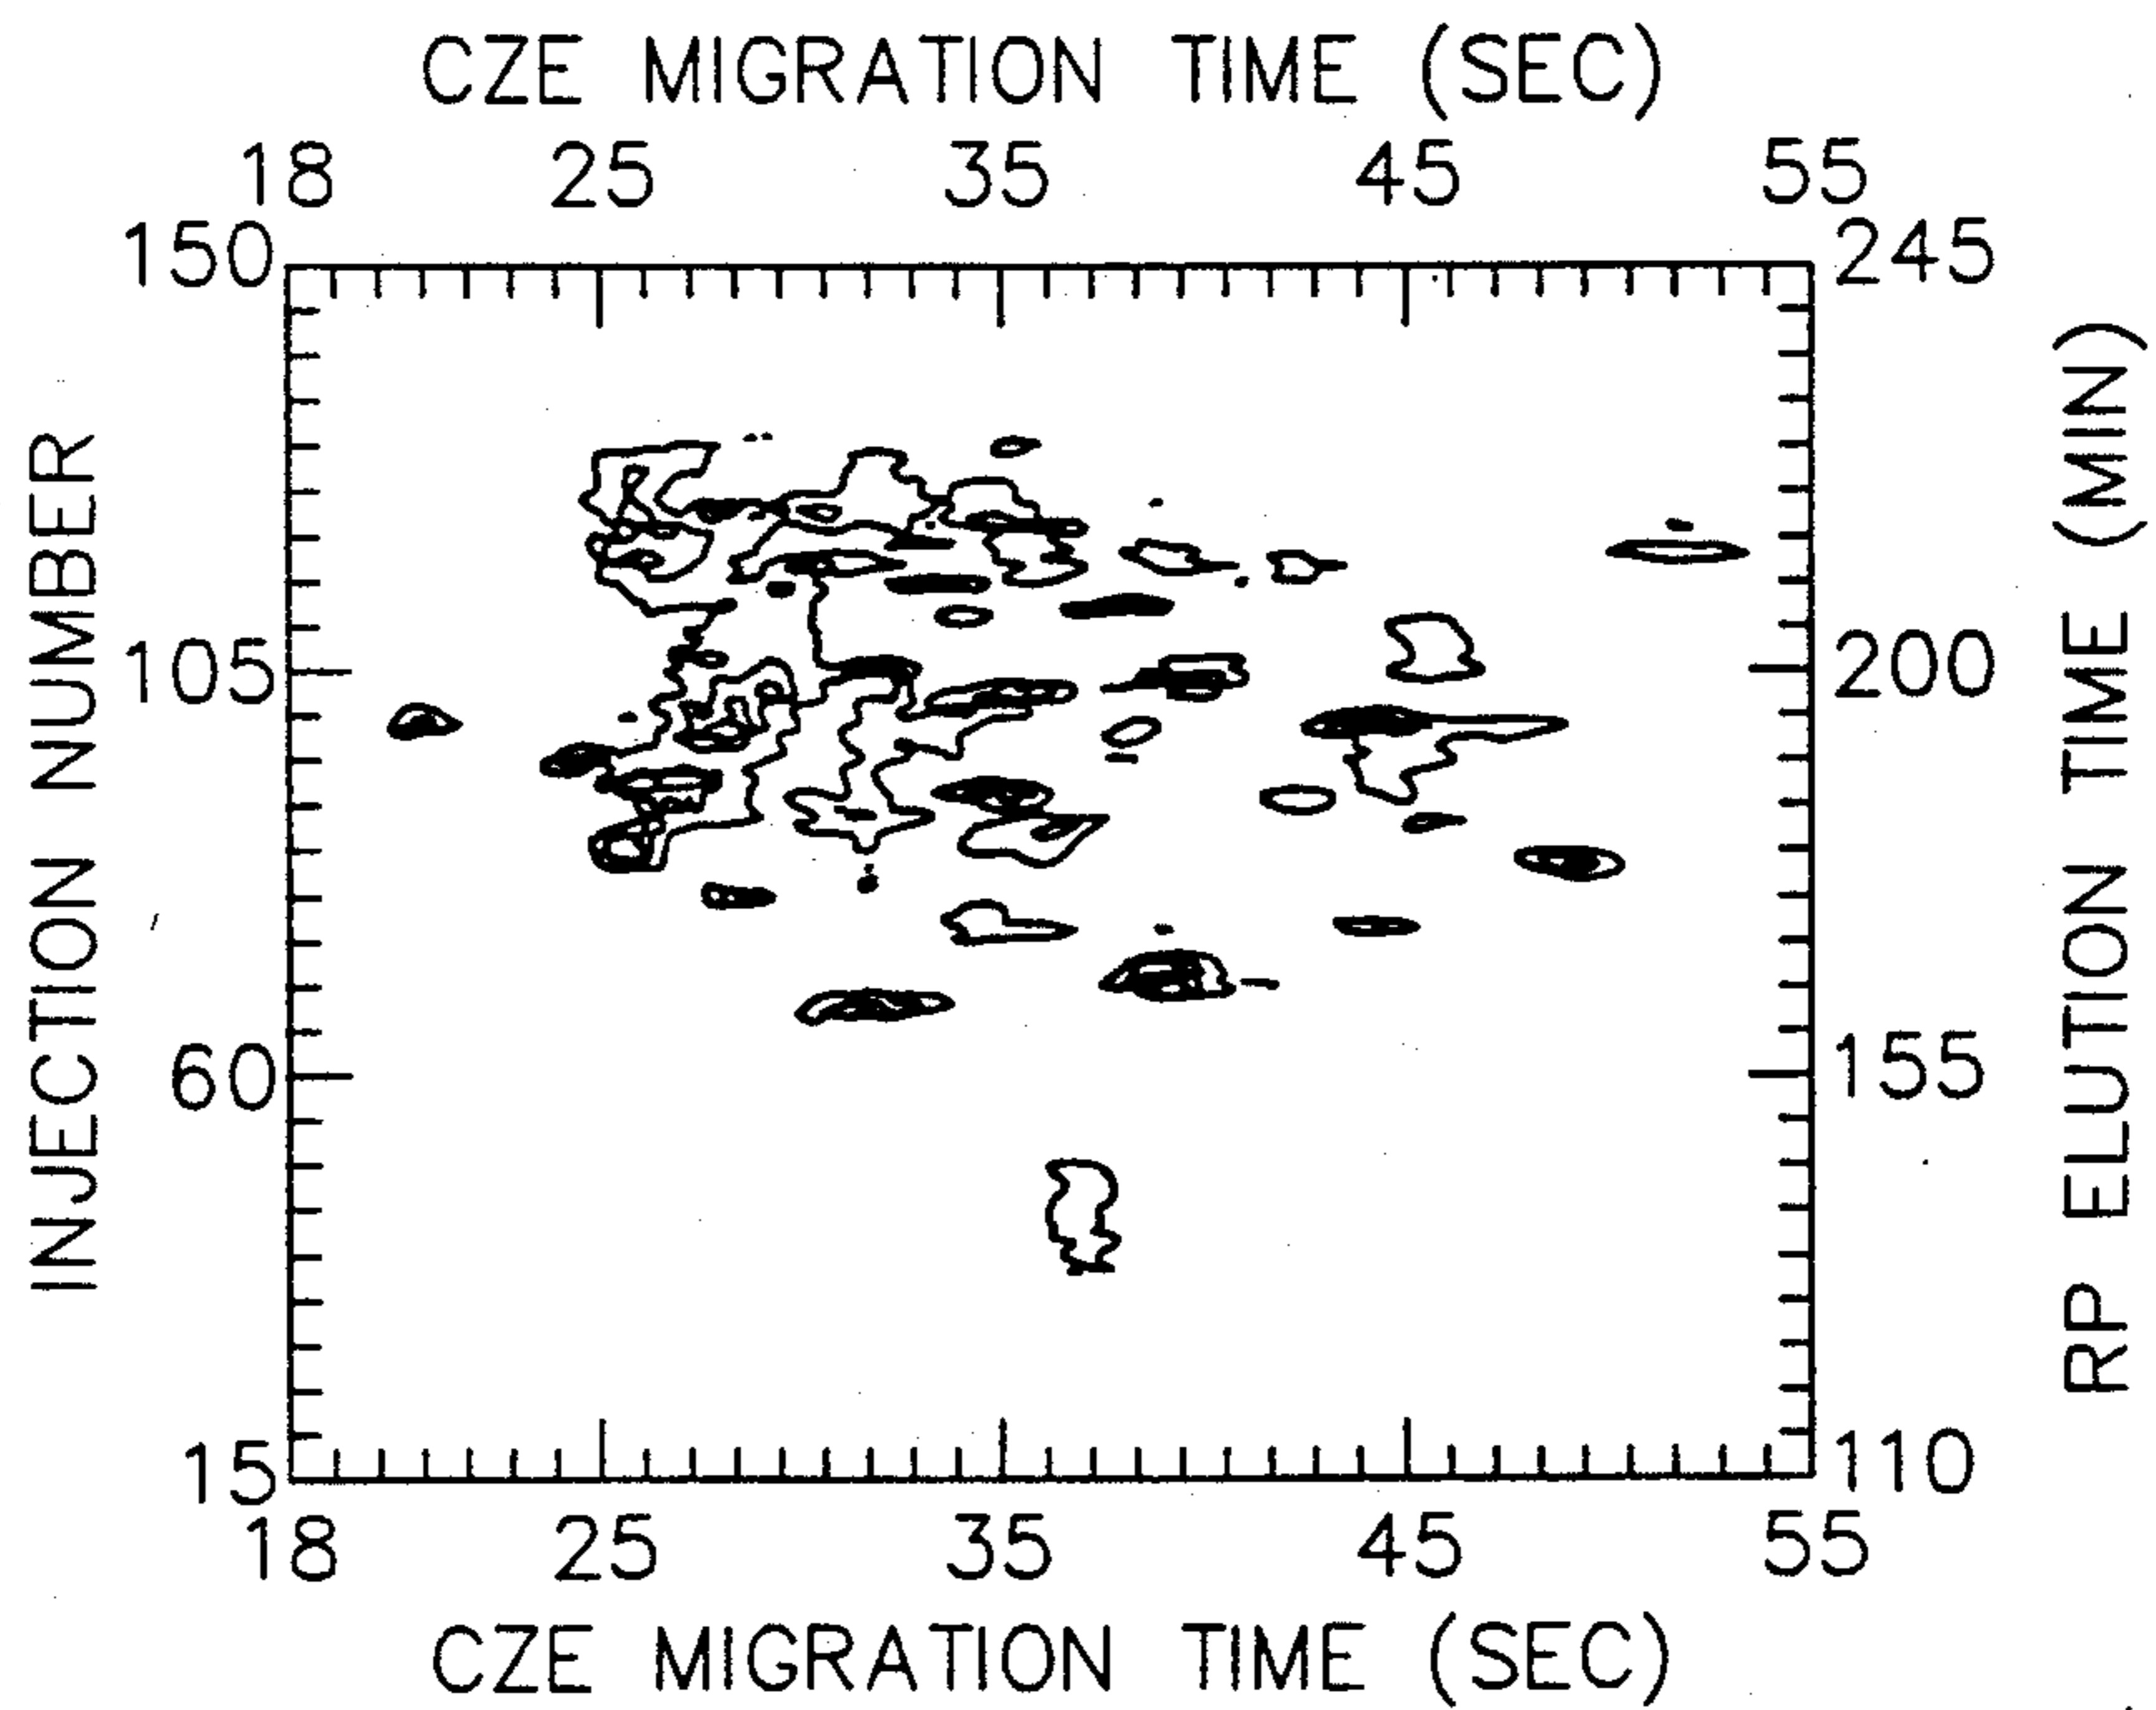 CZE MIGRATION TIME (SEC)
18 25 35 45 55
150 245
INJECTION NUMBER
RP ELUTION TIME (MIN)
105 200
60 155
15 110
18 25 35 45 55
CZE MIGRATION TIME (SEC)